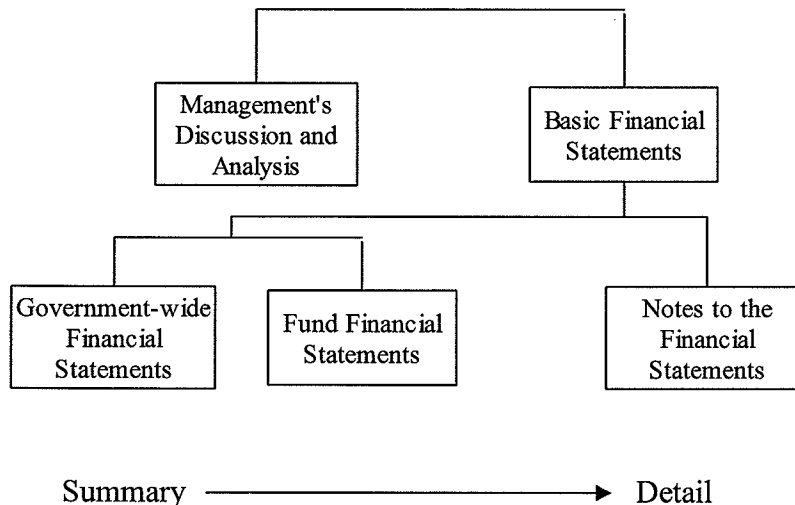 Management's
Discussion and
Analysis
Basic Financial
Statements
Government-wide
Financial
Statements
Fund Financial
Statements
Notes to the
Financial
Statements
Summary
Detail